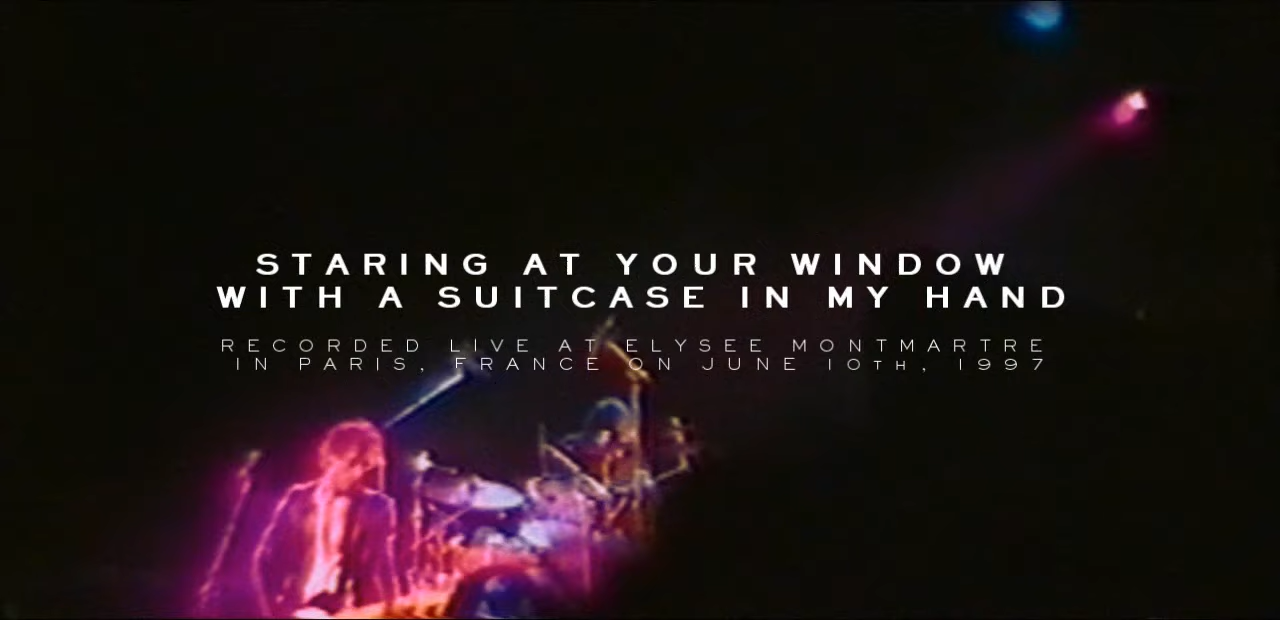 STARING AT YOUR WINDOW
WITH A SUITCASE IN MY HAND
RECORDED LIVE AT ELYSEE MONTMARTRE
IN PARIS, FRANCE ON JUNE 10TH, 1997